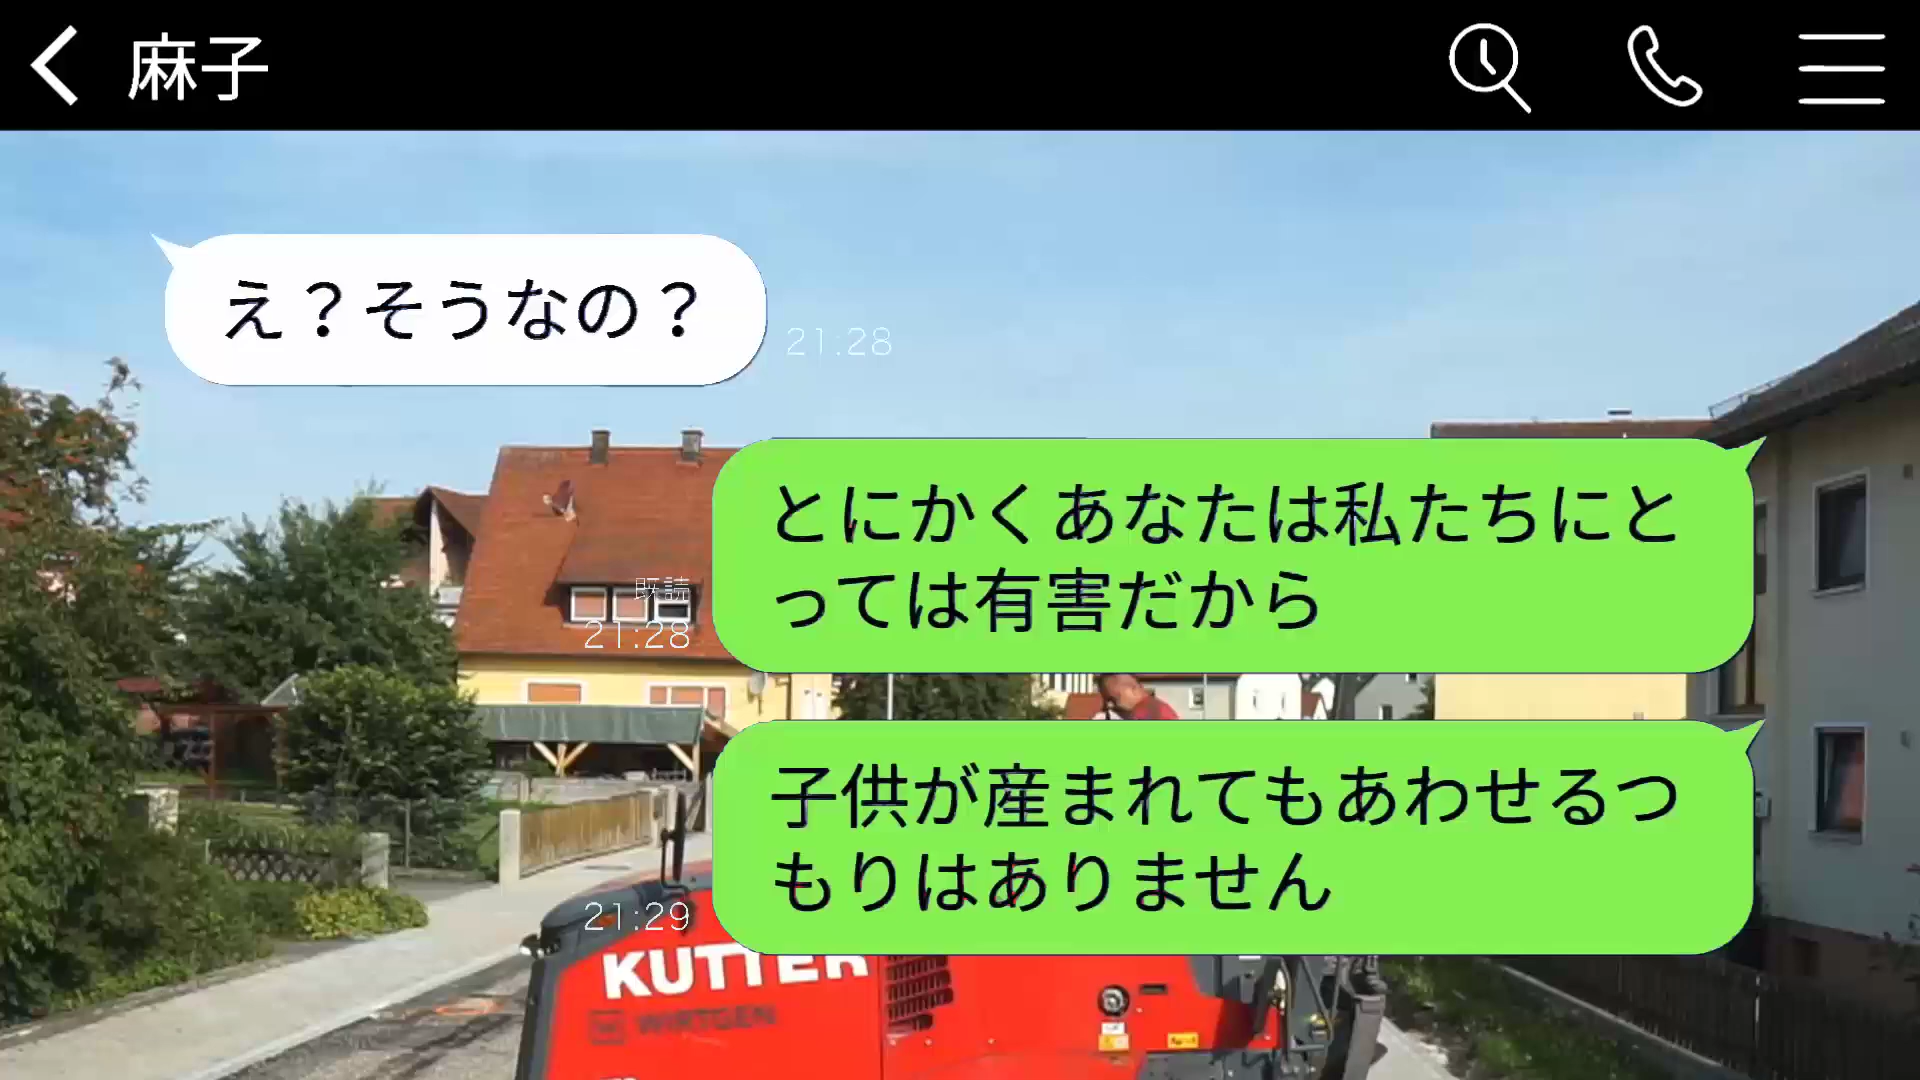 麻子
え？そうなの？
21:28
とにかくあなたは私たちにと
っては有害だから
既読
21:28
子供が産まれてもあわせるつ
もりはありません
21:29
KUTTER
WIRTGEN